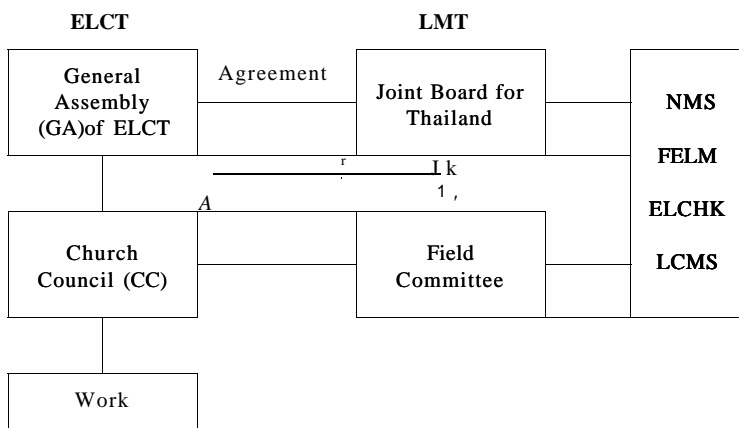 ELCT
LMT
General
Assembly
(GA)of ELCT
Agreement
Joint Board for
Thailand
NMS
FELM
ELCHK
LCMS
r
J k
1 ,
A
Church
Council (CC)
Field
Committee
Work